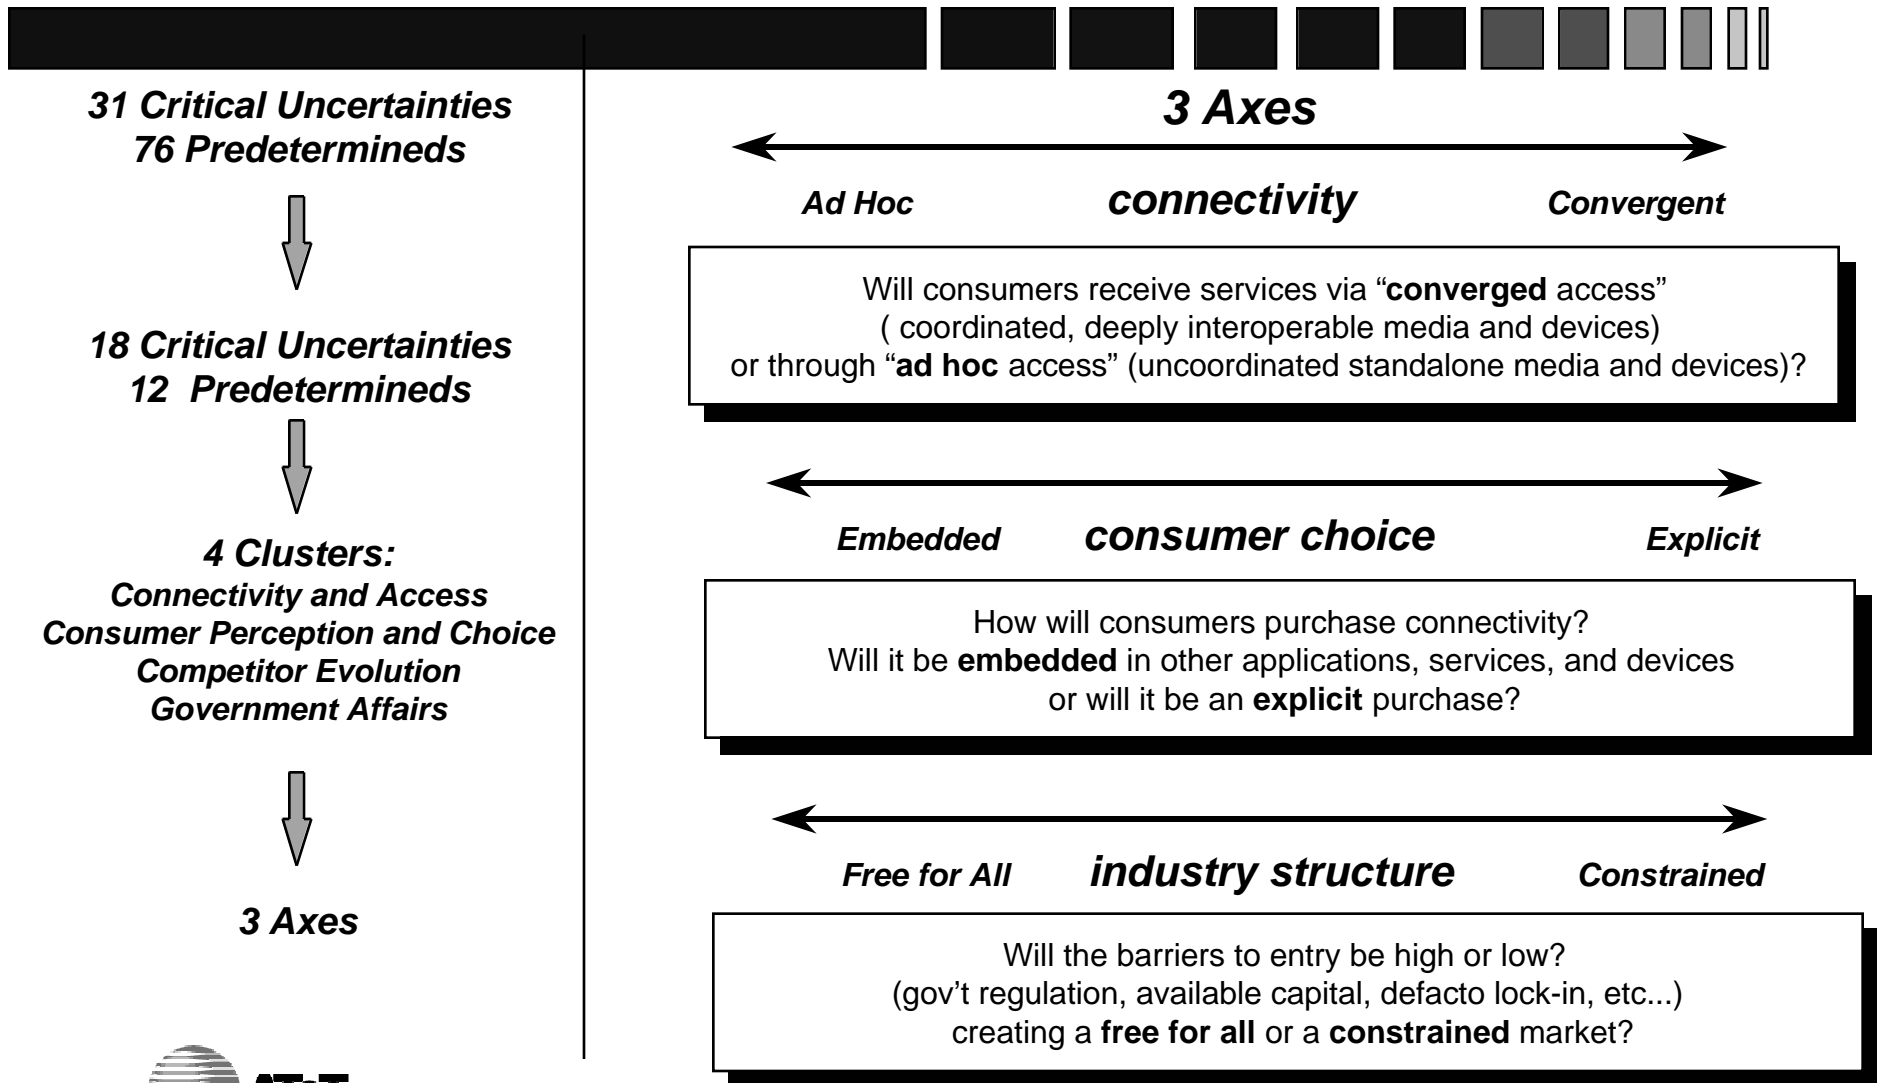 31 Critical Uncertainties
76 Predetermineds
18 Critical Uncertainties
12 Predetermineds
4 Clusters:
Connectivity and Access
Consumer Perception and Choice
Competitor Evolution
Government Affairs
3 Axes
3 Axes
Ad Hoc connectivity Convergent
Will consumers receive services via “converged access”
( coordinated, deeply interoperable media and devices)
or through “ad hoc access” (uncoordinated standalone media and devices)?
Embedded consumer choice Explicit
How will consumers purchase connectivity?
Will it be embedded in other applications, services, and devices
or will it be an explicit purchase?
Free for All industry structure Constrained
Will the barriers to entry be high or low?
(gov’t regulation, available capital, defacto lock-in, etc...)
creating a free for all or a constrained market?
AT&T